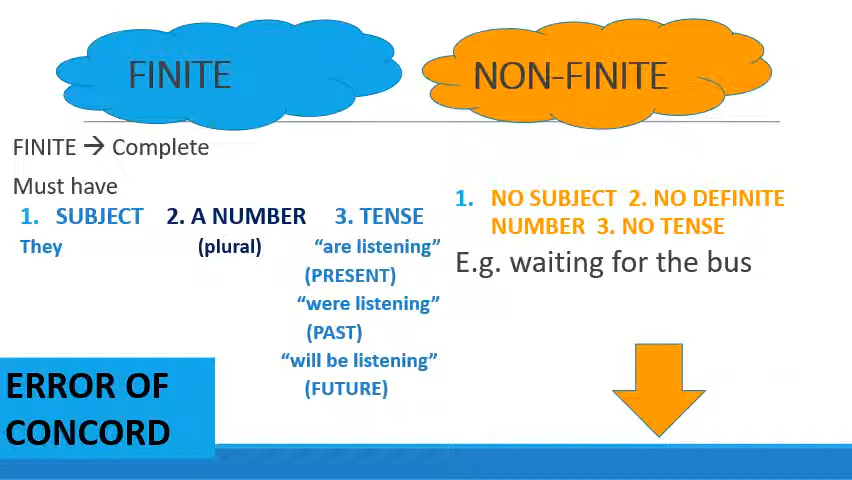 FINITE
NON-FINITE
FINITE → Complete
Must have
1. SUBJECT 2. A NUMBER 3. TENSE
They (plural) “are listening”
(PRESENT)
“were listening”
(PAST)
“will be listening”
(FUTURE)
1. NO SUBJECT 2. NO DEFINITE
NUMBER 3. NO TENSE
E.g. waiting for the bus
ERROR OF
CONCORD